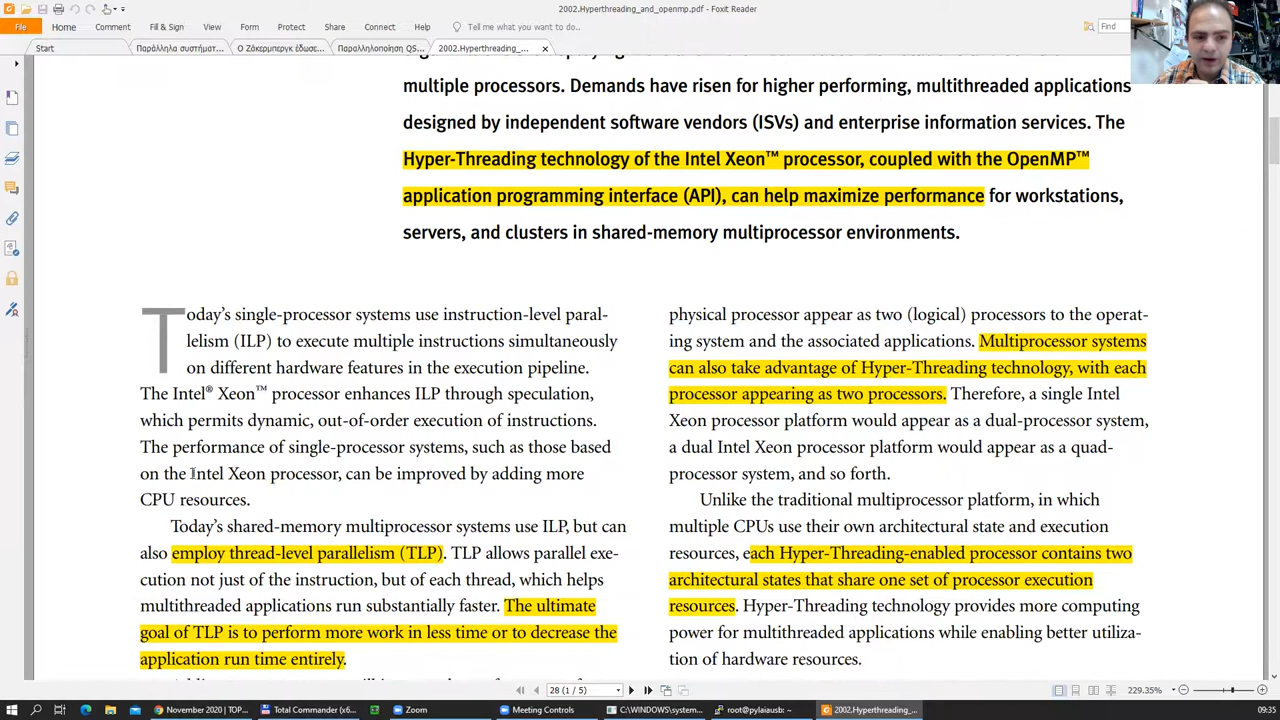 2002.Hyperthreading_and_openmp.pdf - Foxit Reader
File Home Comment Fill & Sign View Form Protect Share Connect Help Tell me what you want to do... Find
Start Παράλληλα συστήματ... Ο Ζόκερμπεργκ έδωσε... Παραλληλοποίηση QS... 2002.Hyperthreading_...
multiple processors. Demands have risen for higher performing, multithreaded applications
designed by independent software vendors (ISVs) and enterprise information services. The
Hyper-Threading technology of the Intel Xeon™ processor, coupled with the OpenMP™
application programming interface (API), can help maximize performance for workstations,
servers, and clusters in shared-memory multiprocessor environments.
Today's single-processor systems use instruction-level paral-
lelism (ILP) to execute multiple instructions simultaneously
on different hardware features in the execution pipeline.
The Intel® Xeon™ processor enhances ILP through speculation,
which permits dynamic, out-of-order execution of instructions.
The performance of single-processor systems, such as those based
on the Intel Xeon processor, can be improved by adding more
CPU resources.
Today's shared-memory multiprocessor systems use ILP, but can
also employ thread-level parallelism (TLP). TLP allows parallel exe-
cution not just of the instruction, but of each thread, which helps
multithreaded applications run substantially faster. The ultimate
goal of TLP is to perform more work in less time or to decrease the
application run time entirely.
physical processor appear as two (logical) processors to the operat-
ing system and the associated applications. Multiprocessor systems
can also take advantage of Hyper-Threading technology, with each
processor appearing as two processors. Therefore, a single Intel
Xeon processor platform would appear as a dual-processor system,
a dual Intel Xeon processor platform would appear as a quad-
processor system, and so forth.
Unlike the traditional multiprocessor platform, in which
multiple CPUs use their own architectural state and execution
resources, each Hyper-Threading-enabled processor contains two
architectural states that share one set of processor execution
resources. Hyper-Threading technology provides more computing
power for multithreaded applications while enabling better utiliza-
tion of hardware resources.
28 (1 / 5) 229.35%
November 2020 | TOP... Total Commander (x6... Zoom Meeting Controls C:\WINDOWS\system... root@pylaiausb: ~ 2002.Hyperthreading_... 09:35